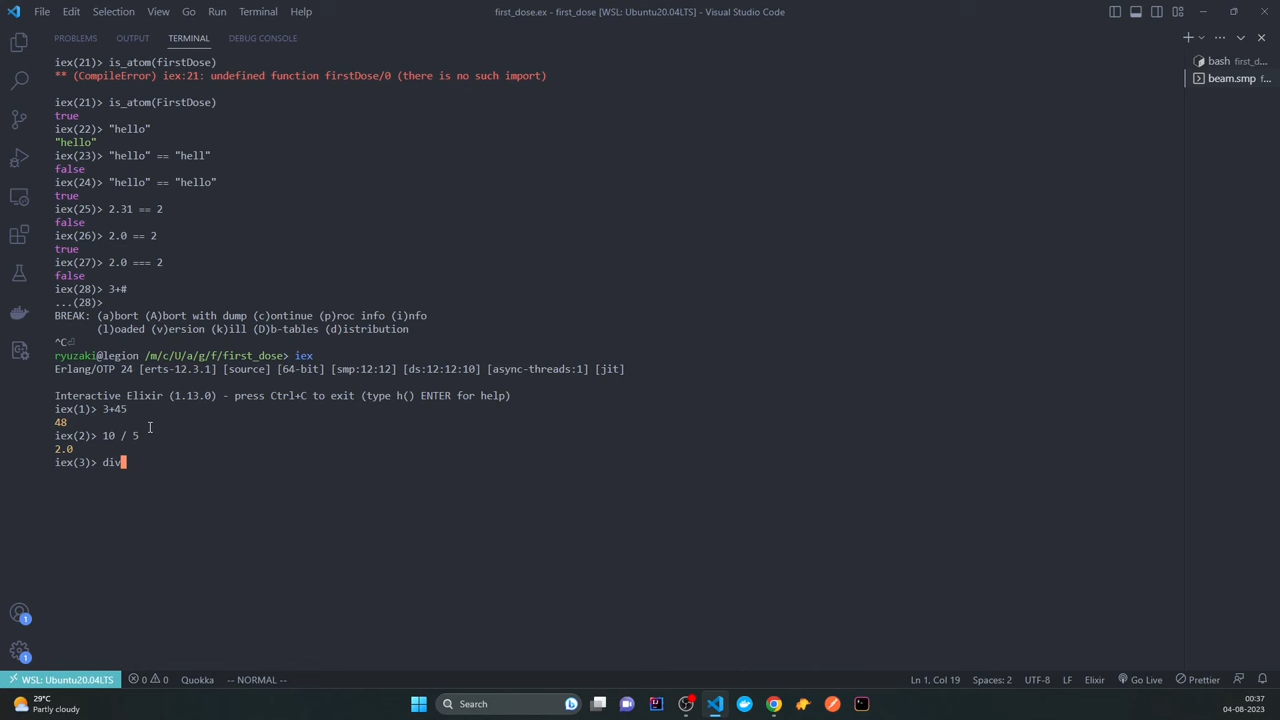 File Edit Selection View Go Run Terminal Help
first_dose.ex - first_dose [WSL: Ubuntu20.04LTS] - Visual Studio Code
PROBLEMS OUTPUT TERMINAL DEBUG CONSOLE
iex(21)> is_atom(firstDose)
** (CompileError) iex:21: undefined function firstDose/0 (there is no such import)
iex(21)> is_atom(FirstDose)
true
iex(22)> "hello"
"hello"
iex(23)> "hello" == "hell"
false
iex(24)> "hello" == "hello"
true
iex(25)> 2.31 == 2
false
iex(26)> 2.0 == 2
true
iex(27)> 2.0 === 2
false
iex(28)> 3+#
...(28)>
BREAK: (a)bort (A)bort with dump (c)ontinue (p)roc info (i)nfo
(l)oaded (v)ersion (k)ill (D)b-tables (d)istribution
^C⏎
ryuzaki@legion /m/c/U/a/g/f/first_dose> iex
Erlang/OTP 24 [erts-12.3.1] [source] [64-bit] [smp:12:12] [ds:12:12:10] [async-threads:1] [jit]
Interactive Elixir (1.13.0) - press Ctrl+C to exit (type h() ENTER for help)
iex(1)> 3+45
48
iex(2)> 10 / 5
2.0
iex(3)> div
bash first_d...
beam.smp f...
1
1
WSL: Ubuntu20.04LTS 0 0 Quokka -- NORMAL -- Ln 1, Col 19 Spaces: 2 UTF-8 LF Elixir Go Live Prettier
29°C
Partly cloudy
Search
00:37
04-08-2023